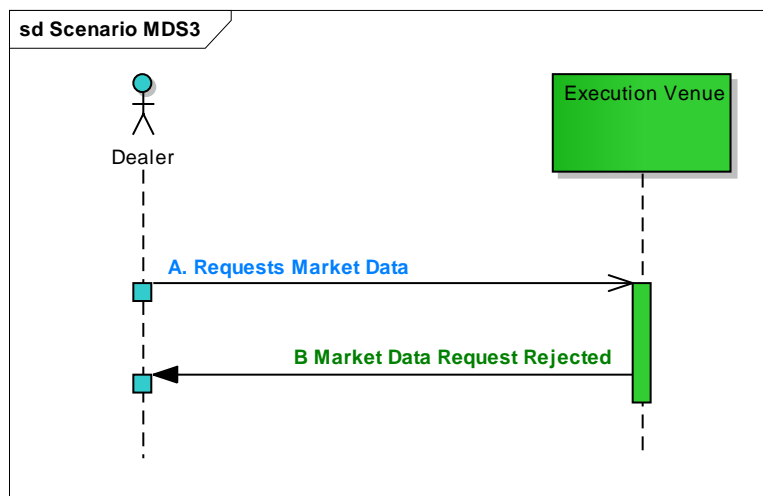 sd Scenario MDS3
Execution Venue
Dealer
A. Requests Market Data
B Market Data Request Rejected